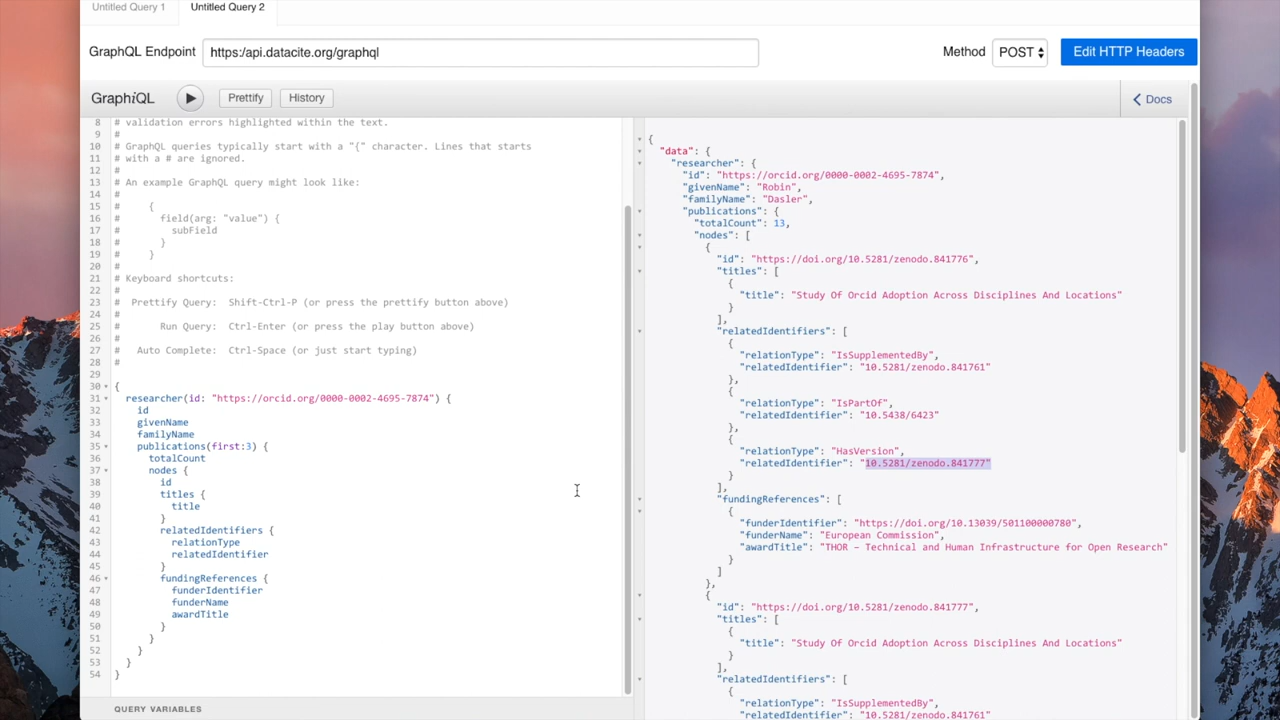 Untitled Query 1
Untitled Query 2
GraphQL Endpoint
https:/api.datacite.org/graphql
Method
POST
Edit HTTP Headers
GraphiQL
Prettify
History
Docs
8 # validation errors highlighted within the text.
9 #
10 # GraphQL queries typically start with a "{" character. Lines that starts
11 # with a # are ignored.
12 #
13 # An example GraphQL query might look like:
14 #
15 #     {
16 #       field(arg: "value") {
17 #         subField
18 #       }
19 #     }
20 #
21 # Keyboard shortcuts:
22 #
23 #  Prettify Query:  Shift-Ctrl-P (or press the prettify button above)
24 #
25 #       Run Query:  Ctrl-Enter (or press the play button above)
26 #
27 #   Auto Complete:  Ctrl-Space (or just start typing)
28 #
29
30 {
31   researcher(id: "https://orcid.org/0000-0002-4695-7874") {
32     id
33     givenName
34     familyName
35     publications(first:3) {
36       totalCount
37       nodes {
38         id
39         titles {
40           title
41         }
42         relatedIdentifiers {
43           relationType
44           relatedIdentifier
45         }
46         fundingReferences {
47           funderIdentifier
48           funderName
49           awardTitle
50         }
51       }
52     }
53   }
54 }
QUERY VARIABLES
{
  "data": {
    "researcher": {
      "id": "https://orcid.org/0000-0002-4695-7874",
      "givenName": "Robin",
      "familyName": "Dasler",
      "publications": {
        "totalCount": 13,
        "nodes": [
          {
            "id": "https://doi.org/10.5281/zenodo.841776",
            "titles": [
              {
                "title": "Study Of Orcid Adoption Across Disciplines And Locations"
              }
            ],
            "relatedIdentifiers": [
              {
                "relationType": "IsSupplementedBy",
                "relatedIdentifier": "10.5281/zenodo.841761"
              },
              {
                "relationType": "IsPartOf",
                "relatedIdentifier": "10.5438/6423"
              },
              {
                "relationType": "HasVersion",
                "relatedIdentifier": "10.5281/zenodo.841777"
              }
            ],
            "fundingReferences": [
              {
                "funderIdentifier": "https://doi.org/10.13039/501100000780",
                "funderName": "European Commission",
                "awardTitle": "THOR – Technical and Human Infrastructure for Open Research"
              }
            ]
          },
          {
            "id": "https://doi.org/10.5281/zenodo.841777",
            "titles": [
              {
                "title": "Study Of Orcid Adoption Across Disciplines And Locations"
              }
            ],
            "relatedIdentifiers": [
              {
                "relationType": "IsSupplementedBy",
                "relatedIdentifier": "10.5281/zenodo.841761"